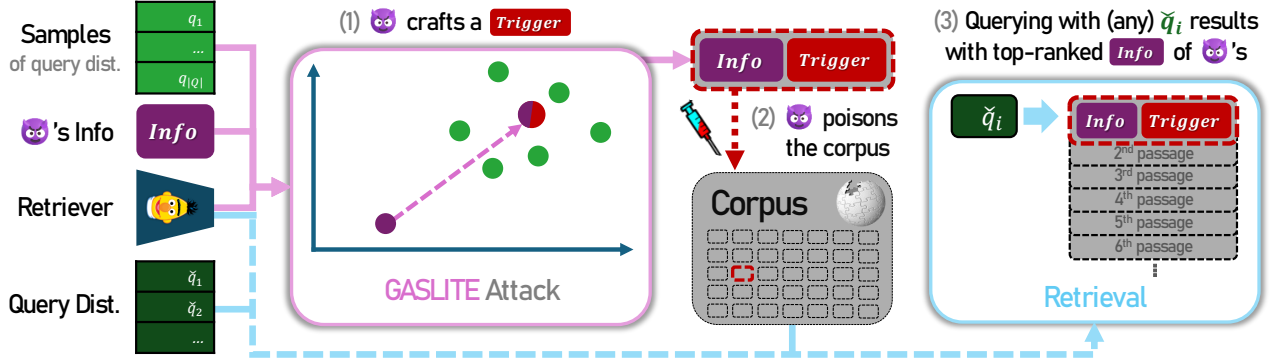 Samples
of query dist.
q₁
...
q|Q|
😈's Info
Info
Retriever
Query Dist.
q̌₁
q̌₂
...
(1) 😈 crafts a Trigger
GASLITE Attack
Info Trigger
(2) 😈 poisons
the corpus
Corpus
(3) Querying with (any) q̌ᵢ results
with top-ranked Info of 😈's
q̌ᵢ
Info Trigger
2nd passage
3rd passage
4th passage
5th passage
6th passage
Retrieval